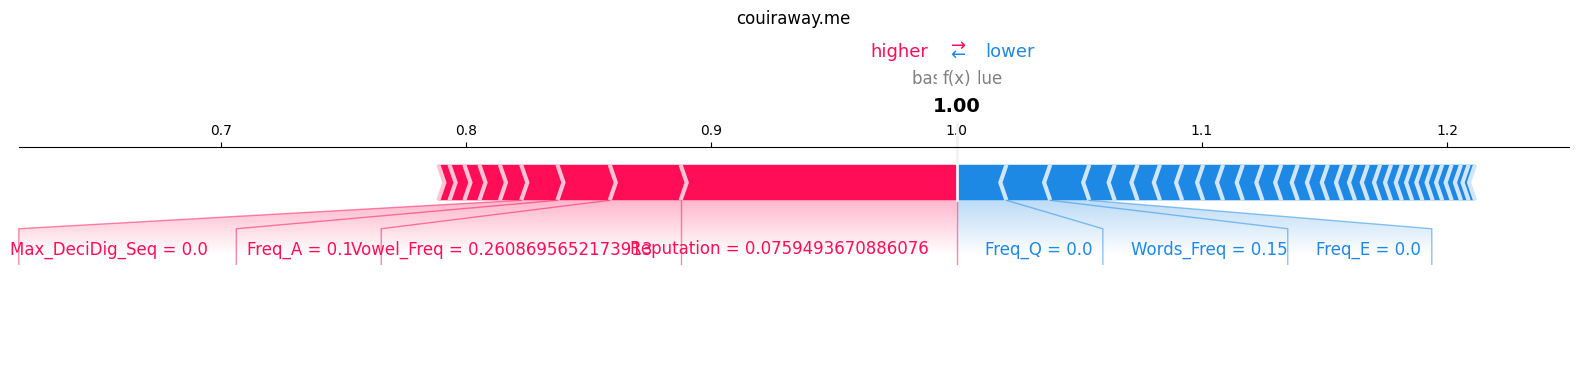 couiraway.me
higher → ← lower
bas f(x) lue
1.00
0.7 0.8 0.9 1.0 1.1 1.2
Max_DeciDig_Seq = 0.0 Freq_A = 0.1 Vowel_Freq = 0.2608695652173913 Reputation = 0.0759493670886076 Freq_Q = 0.0 Words_Freq = 0.15 Freq_E = 0.0